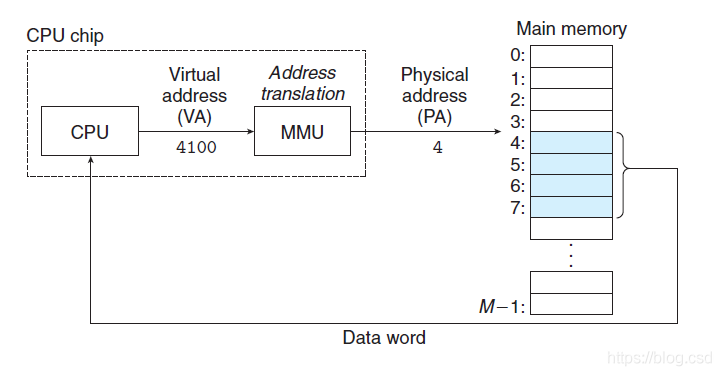 CPU chip
Main memory
Virtual
address
(VA)
4100
Address
translation
Physical
address
(PA)
4
CPU
MMU
0:
1:
2:
3:
4:
5:
6:
7:
M−1:
Data word
https://blog.csd